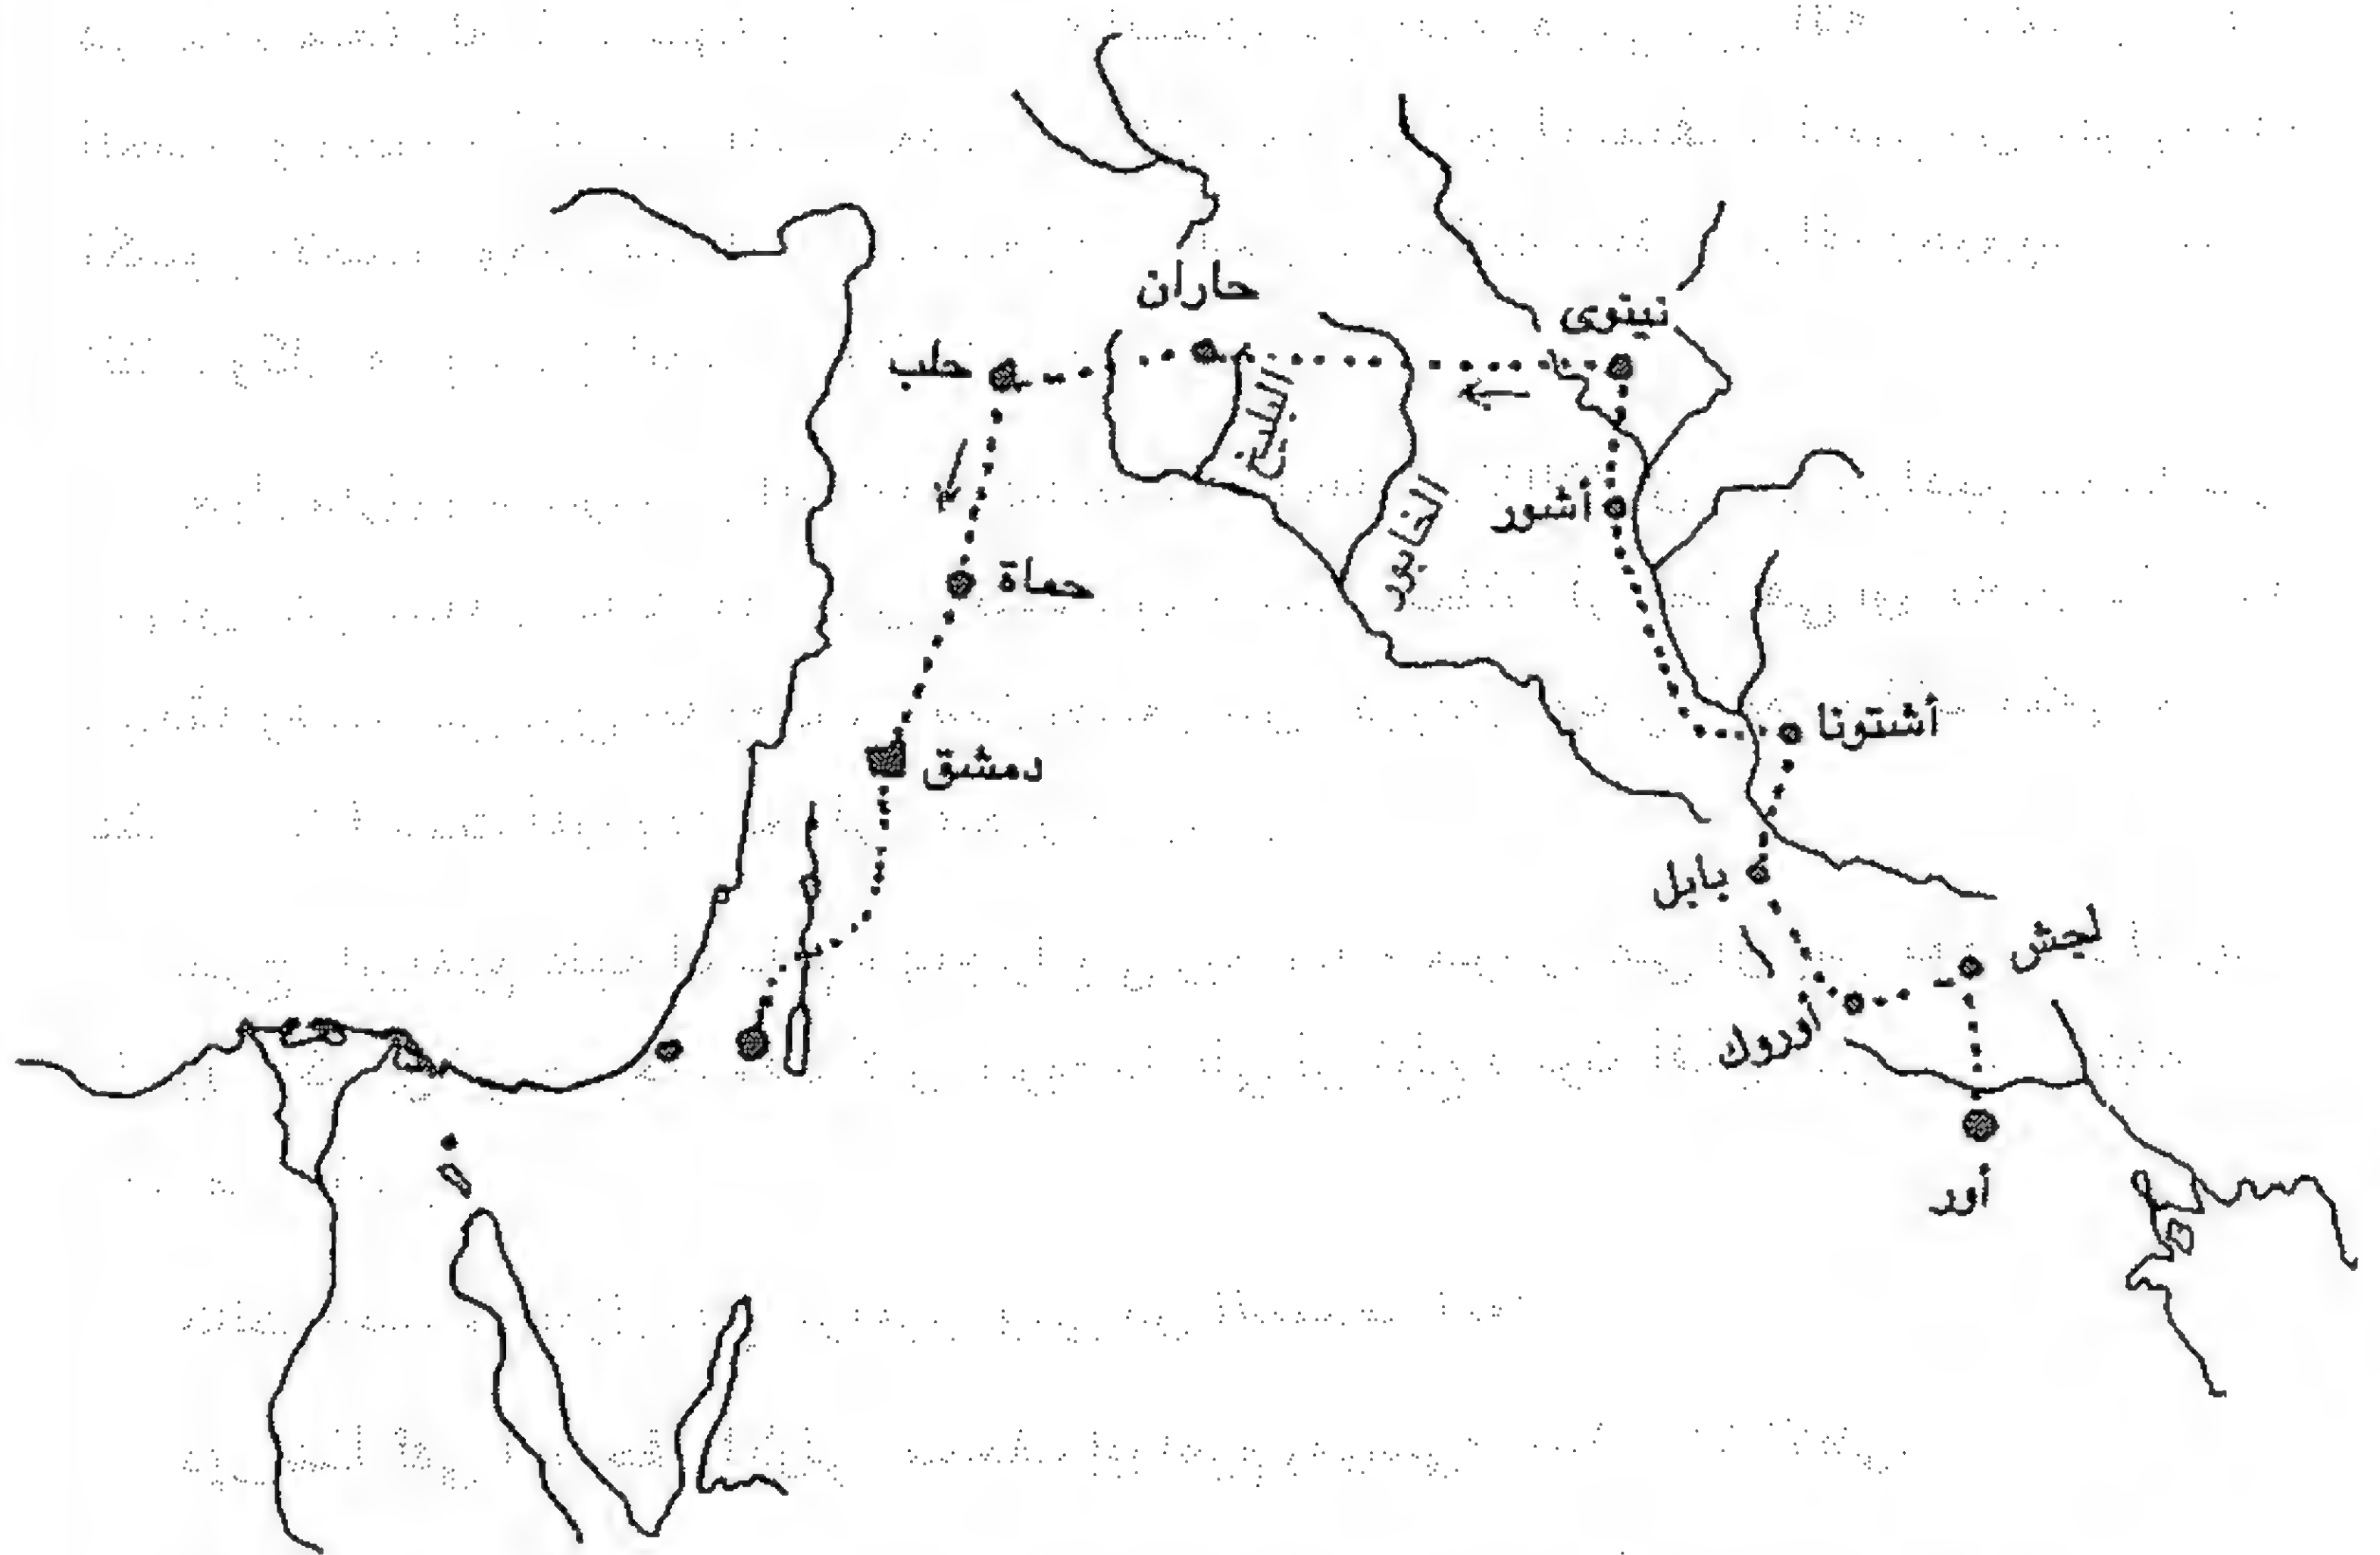 حاران
نينوى
حلب
البليخ
الخابور
أشور
حماة
أشتونا
دمشق
بابل
لجش
أوروك
أور